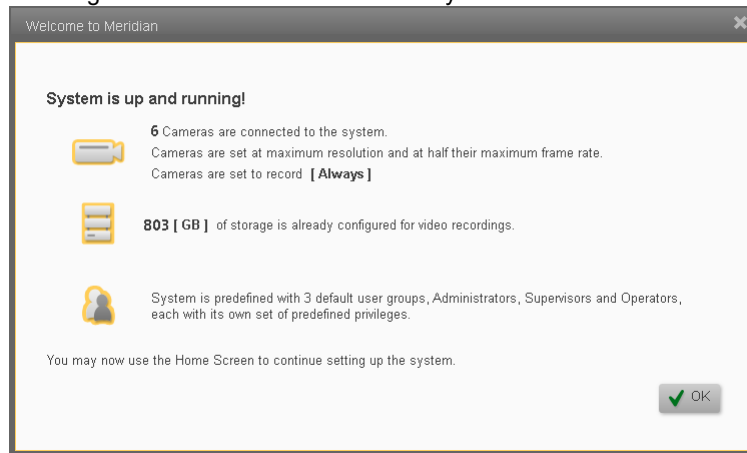 Welcome to Meridian
System is up and running!
6 Cameras are connected to the system.
Cameras are set at maximum resolution and at half their maximum frame rate.
Cameras are set to record [ Always ]
803 [ GB ] of storage is already configured for video recordings.
System is predefined with 3 default user groups, Administrators, Supervisors and Operators,
each with its own set of predefined privileges.
You may now use the Home Screen to continue setting up the system.
OK